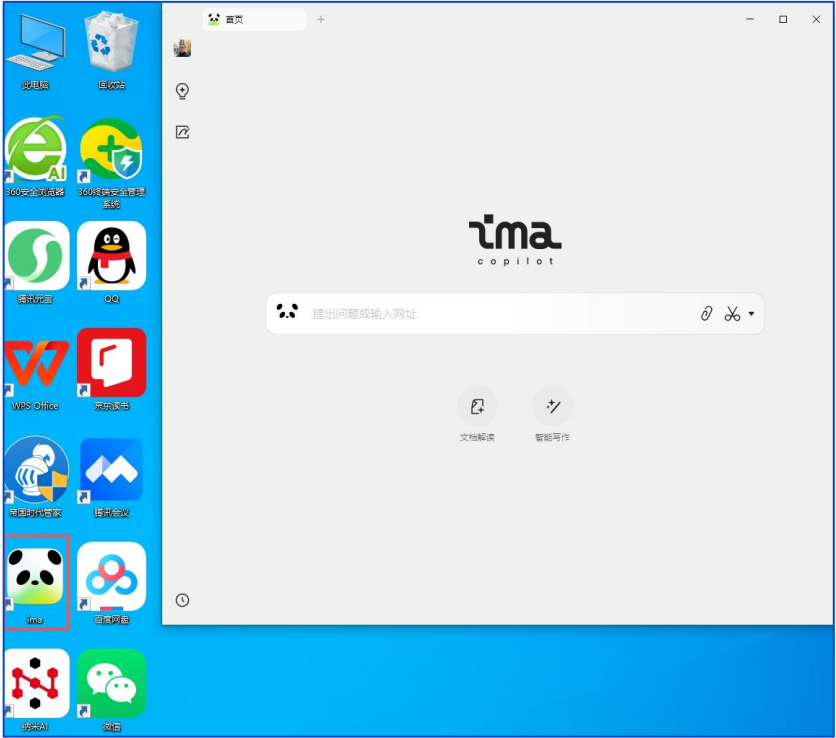 首页
此电脑
回收站
AI
360安全浏览器
360终端安全管理
系统
腾讯元宝
QQ
WPS Office
京东读书
帝国时代管家
腾讯会议
ima
百度网盘
纳米AI
微信
ima
copilot
提出问题或输入网址
文档解读
智能写作